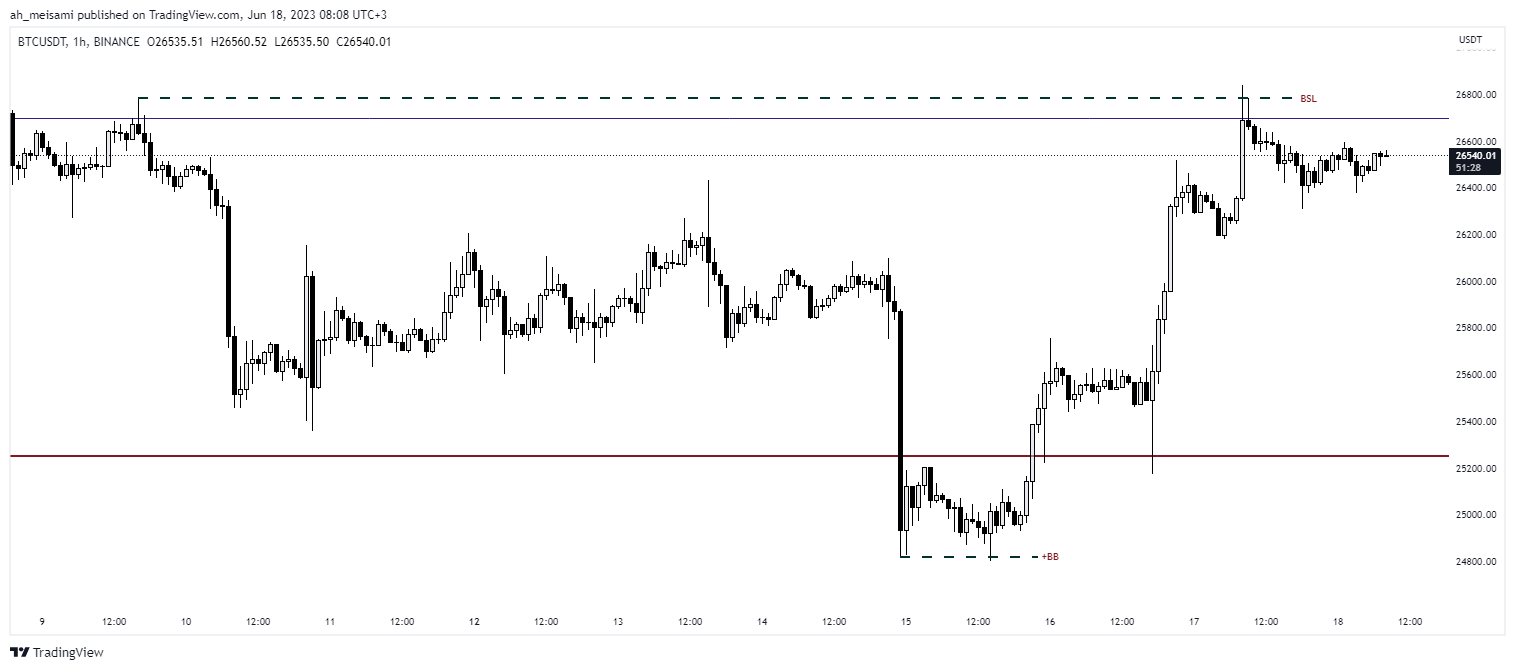 ah_meisami published on TradingView.com, Jun 18, 2023 08:08 UTC+3
BTCUSDT, 1h, BINANCE O26535.51 H26560.52 L26535.50 C26540.01
USDT
BSL
26800.00
26600.00
26540.01
51:28
26400.00
26200.00
26000.00
25800.00
25600.00
25400.00
25200.00
25000.00
+BB
24800.00
9 12:00 10 12:00 11 12:00 12 12:00 13 12:00 14 12:00 15 12:00 16 12:00 17 12:00 18 12:00
TradingView